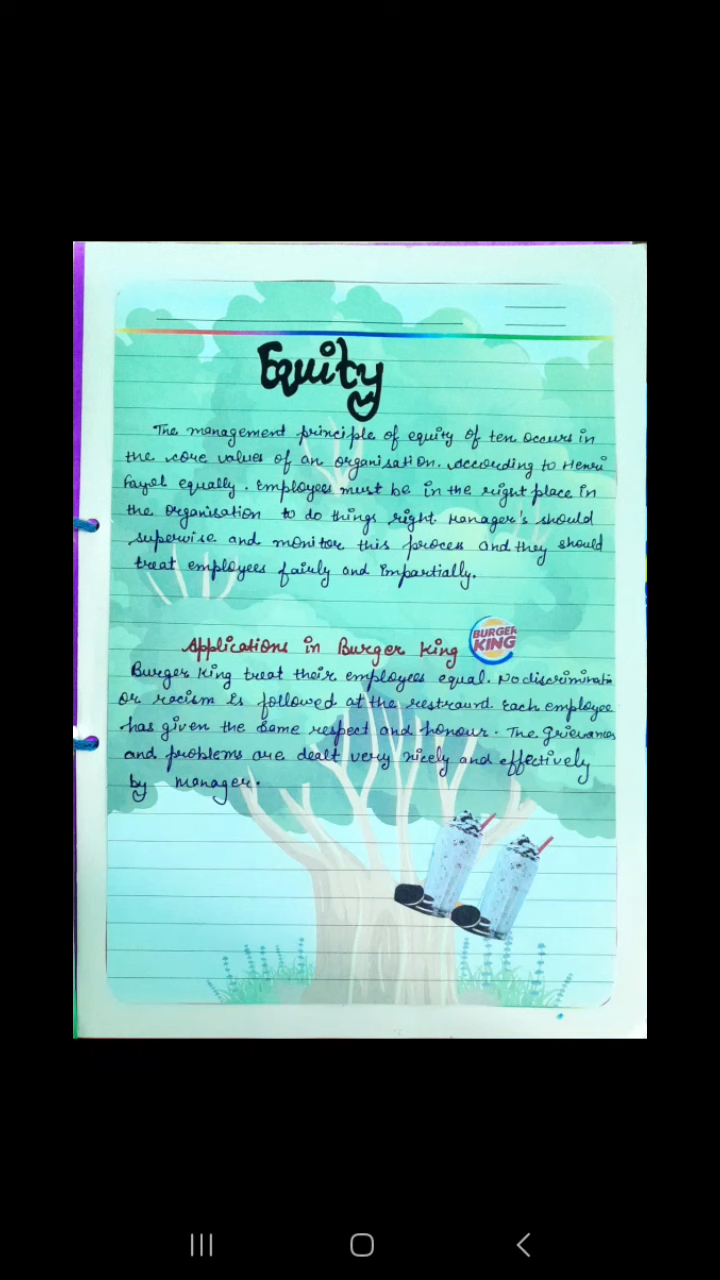 Equity
The management principle of equity of ten occurs in
the core values of an organisation. According to Henri
Fayol equally. Employees must be in the right place in
the organisation to do things right. Manager's should
supervise and monitor this process and they should
treat employees fairly and Impartially.
Applications in Burger King
BURGER
KING
Burger King treat their employees equal. No discriminatin
or racism is followed at the restraurd Each employee
has given the same respect and honour. The grievances
and problems are dealt very nicely and effectively
by manager.